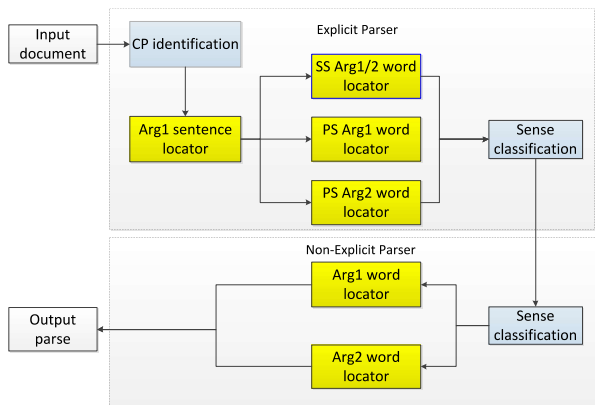 Explicit Parser
Input
document
CP identification
SS Arg1/2 word
locator
Arg1 sentence
locator
PS Arg1 word
locator
Sense
classification
PS Arg2 word
locator
Non-Explicit Parser
Arg1 word
locator
Output
parse
Sense
classification
Arg2 word
locator